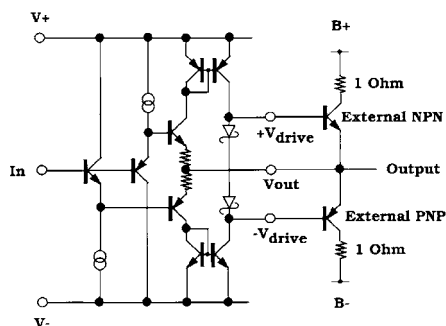 V+
B+
1 Ohm
External NPN
+Vdrive
In
Output
Vout
External PNP
-Vdrive
1 Ohm
V-
B-